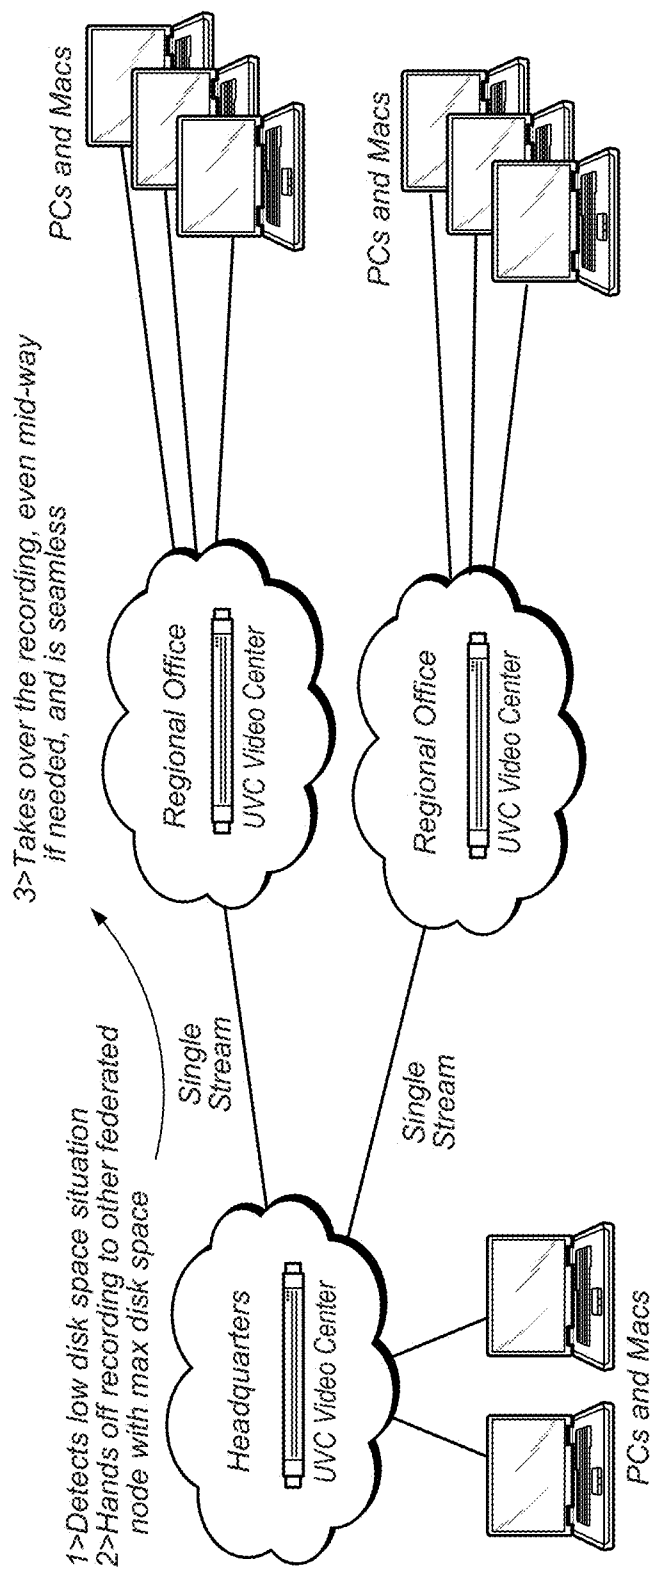 1>Detects low disk space situation
2>Hands off recording to other federated
node with max disk space
3>Takes over the recording, even mid-way
if needed, and is seamless
PCs and Macs
Regional Office
UVC Video Center
Single
Stream
Headquarters
UVC Video Center
Single
Stream
Regional Office
UVC Video Center
PCs and Macs
PCs and Macs